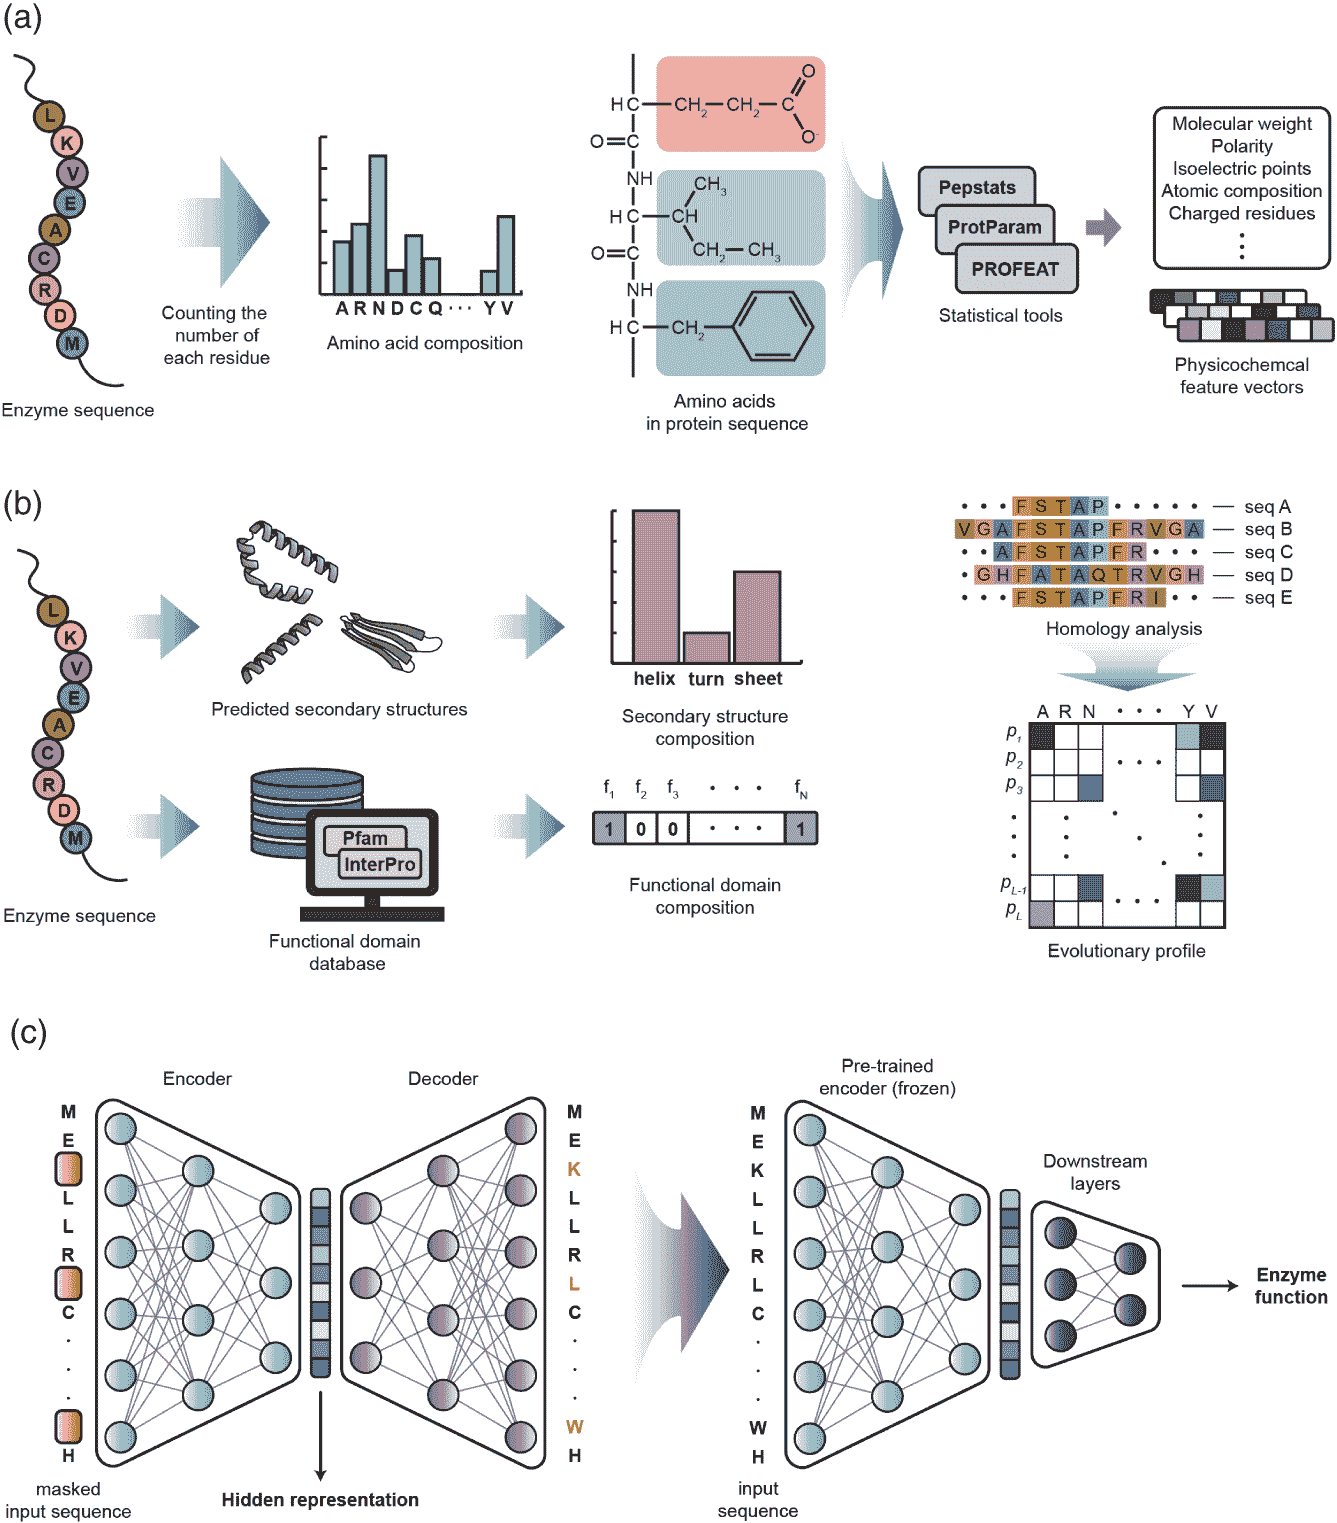 (a)
L
K
V
E
A
C
R
D
M
Enzyme sequence
Counting the
number of
each residue
A R N D C Q · · · Y V
Amino acid composition
HC
CH2
CH2
C
O
O-
O
C
NH
CH3
HC
CH
CH2
CH3
O
C
NH
HC
CH2
Amino acids
in protein sequence
Pepstats
ProtParam
PROFEAT
Statistical tools
Molecular weight
Polarity
Isoelectric points
Atomic composition
Charged residues
Physicochemcal
feature vectors
(b)
L
K
V
E
A
C
R
D
M
Enzyme sequence
Predicted secondary structures
helix turn sheet
Secondary structure
composition
Pfam
InterPro
Functional domain
database
f1 f2 f3 · · · fN
1 0 0 · · · 1
Functional domain
composition
· · · F S T A P · · · · · seq A
V G A F S T A P F R V G A seq B
· · A F S T A P F R · · · seq C
· G H F A T A Q T R V G H seq D
· · · F S T A P F R I · · seq E
Homology analysis
A R N · · · Y V
p1
p2
p3
pL-1
pL
Evolutionary profile
(c)
Encoder
Decoder
M
E
L
L
R
C
·
·
·
H
masked
input sequence
Hidden representation
M
E
K
L
L
R
L
C
·
·
·
W
H
Pre-trained
encoder (frozen)
M
E
K
L
L
R
L
C
·
·
·
W
H
input
sequence
Downstream
layers
Enzyme
function